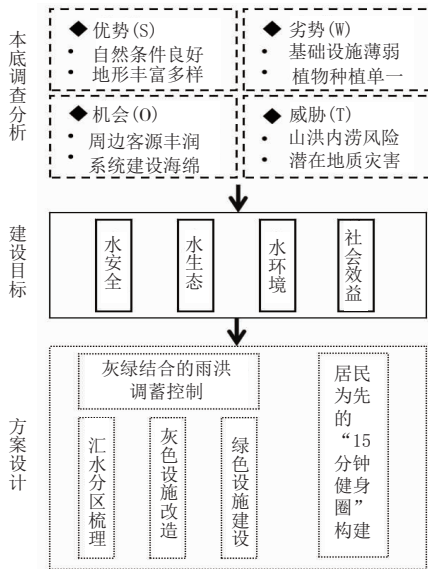 本底调查分析
◆优势(S)
• 自然条件良好
• 地形丰富多样
◆劣势(W)
• 基础设施薄弱
• 植物种植单一
◆机会(O)
• 周边客源丰润
• 系统建设海绵
◆威胁(T)
• 山洪内涝风险
• 潜在地质灾害
建设目标
水安全
水生态
水环境
社会效益
方案设计
灰绿结合的雨洪
调蓄控制
汇水分区梳理
灰色设施改造
绿色设施建设
居民
为先
的
“15
分钟
健身
圈”
构建